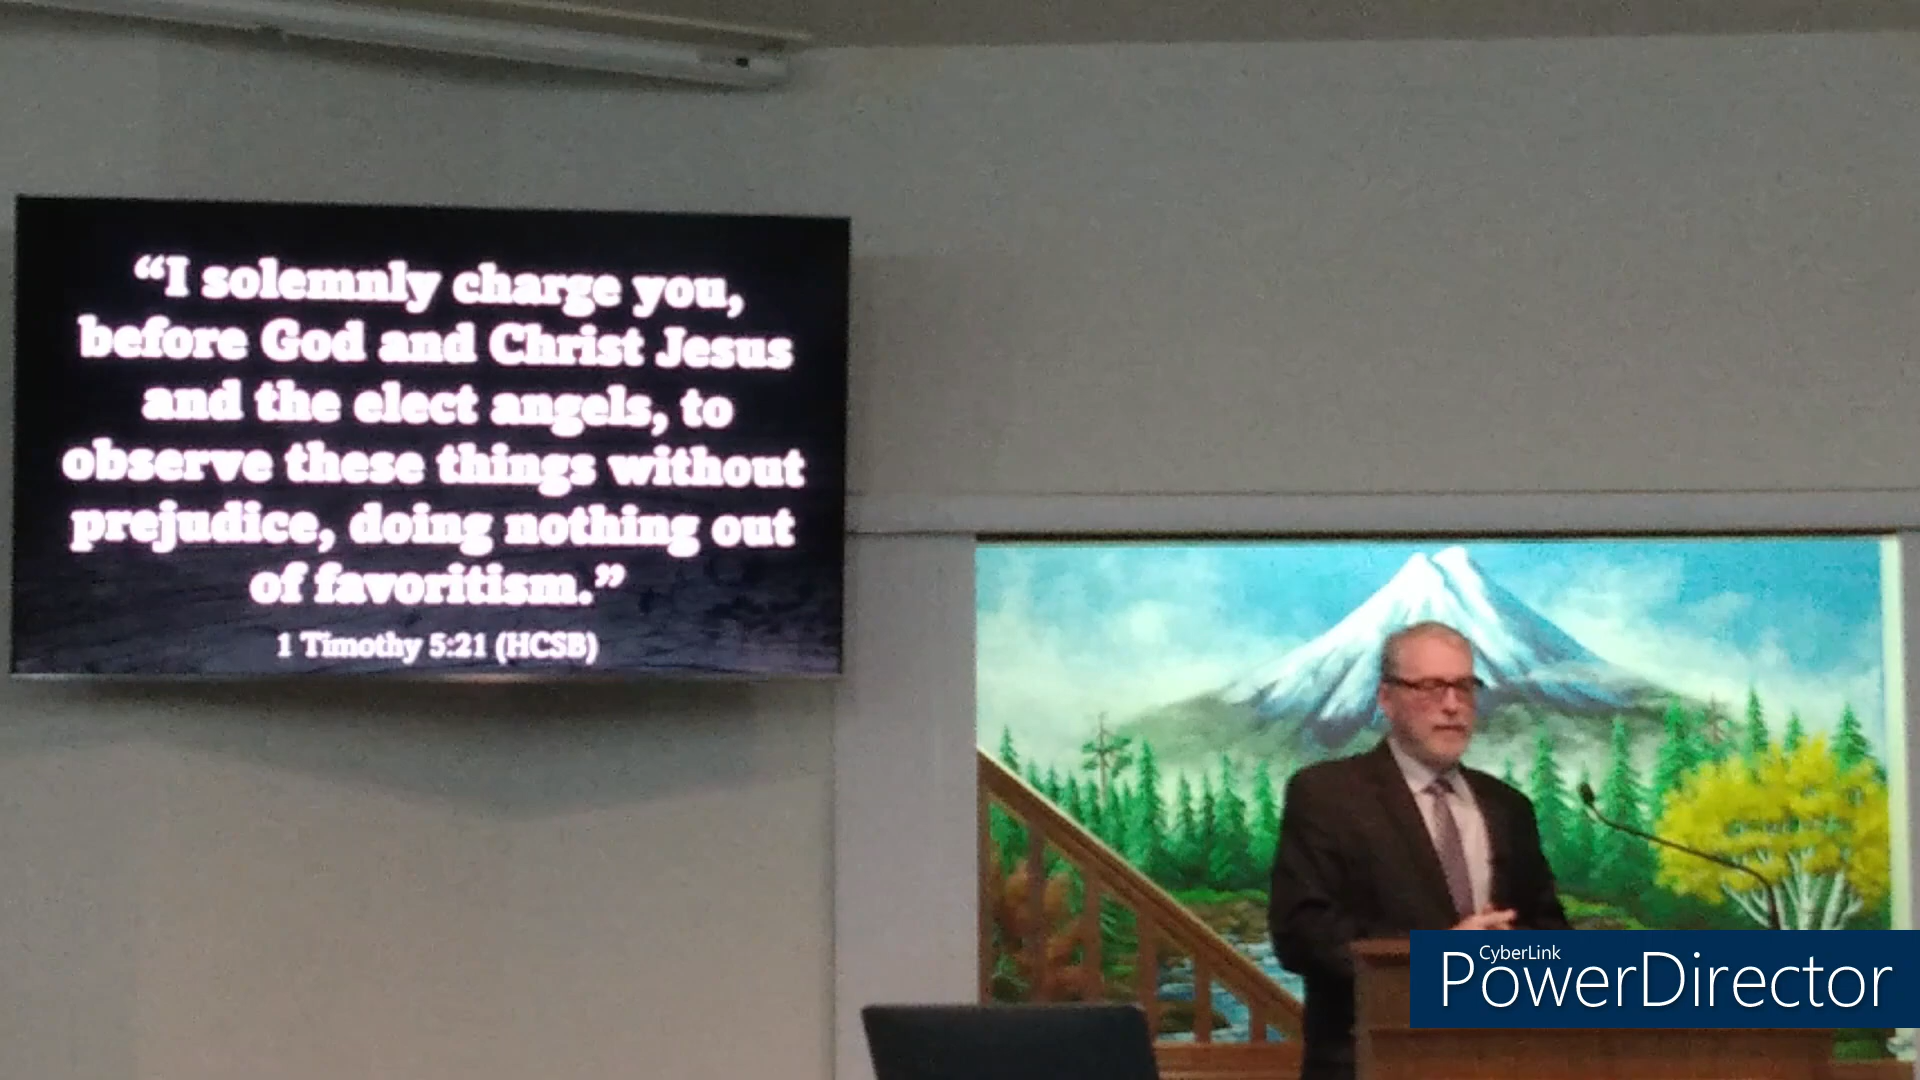 “I solemnly charge you,
before God and Christ Jesus
and the elect angels, to
observe these things without
prejudice, doing nothing out
of favoritism.”
1 Timothy 5:21 (HCSB)
CyberLink
PowerDirector